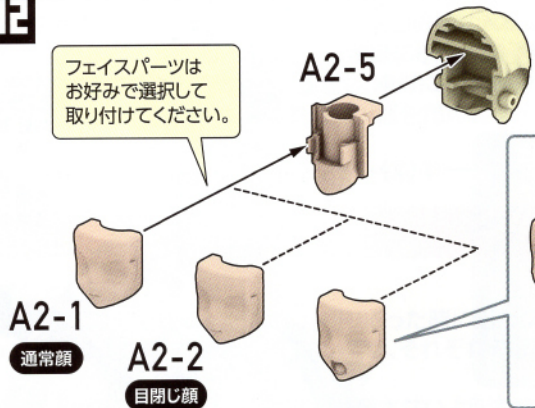 12
フェイスパーツは
お好みで選択して
取り付けてください。
A2-5
A2-1
通常顔
A2-2
目閉じ顔